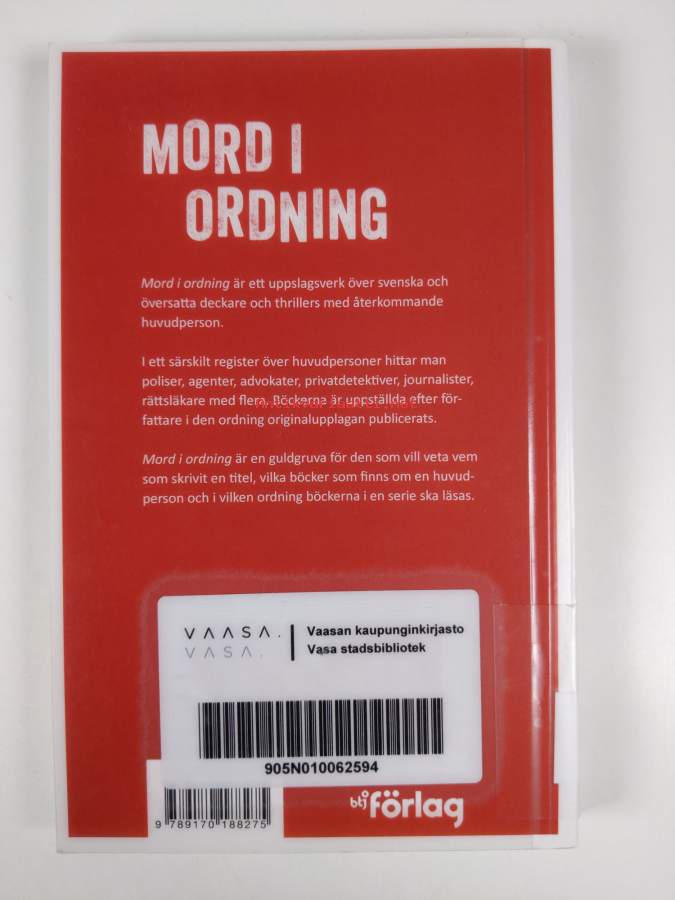 MORD I
ORDNING
Mord i ordning är ett uppslagsverk över svenska och
översatta deckare och thrillers med återkommande
huvudperson.
I ett särskilt register över huvudpersoner hittar man
poliser, agenter, advokater, privatdetektiver, journalister,
rättsläkare med flera. Böckerna är uppställda efter för-
fattare i den ordning originalupplagan publicerats.
Mord i ordning är en guldgruva för den som vill veta vem
som skrivit en titel, vilka böcker som finns om en huvud-
person och i vilken ordning böckerna i en serie ska läsas.
VAASA.
VASA.
Vaasan kaupunginkirjasto
Vasa stadsbibliotek
905N010062594
9 789170 188275
btj förlag